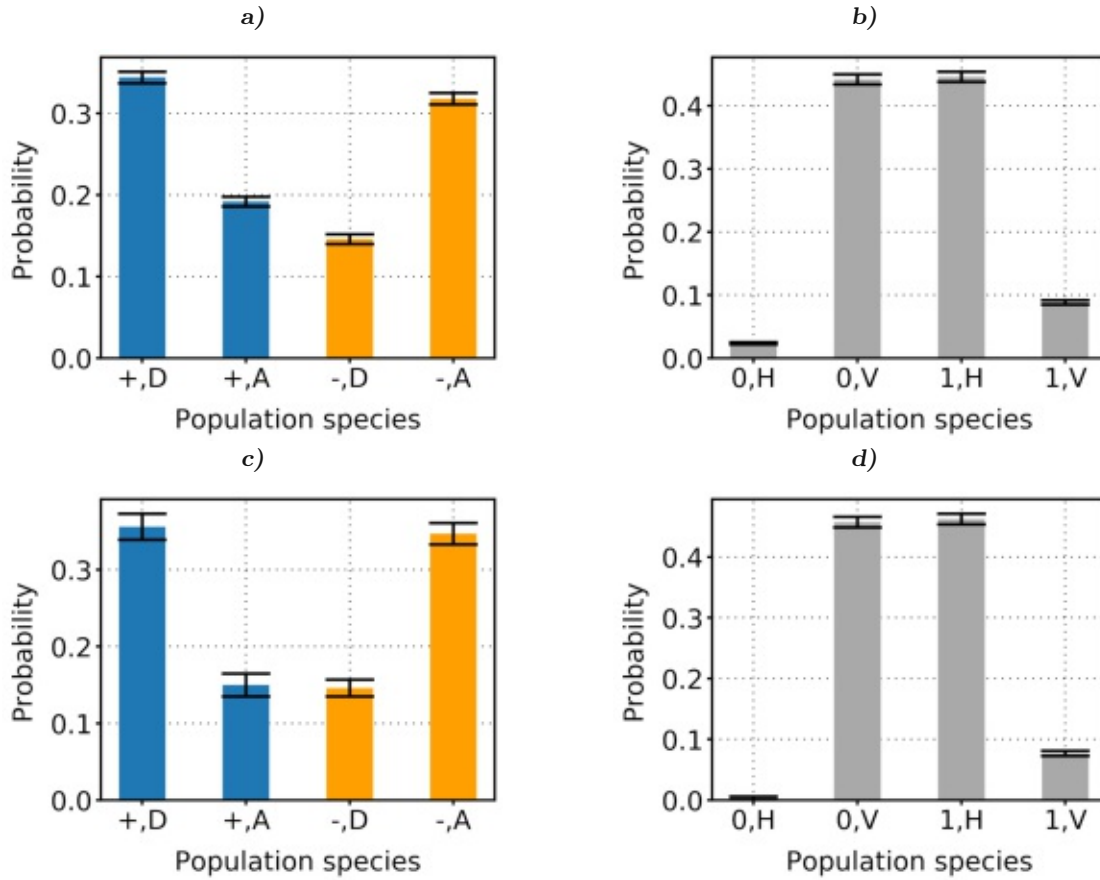 a)
Probability
0.3
0.2
0.1
0.0
+,D +,A -,D -,A
Population species
b)
Probability
0.4
0.3
0.2
0.1
0.0
0,H 0,V 1,H 1,V
Population species
c)
Probability
0.3
0.2
0.1
0.0
+,D +,A -,D -,A
Population species
d)
Probability
0.4
0.3
0.2
0.1
0.0
0,H 0,V 1,H 1,V
Population species